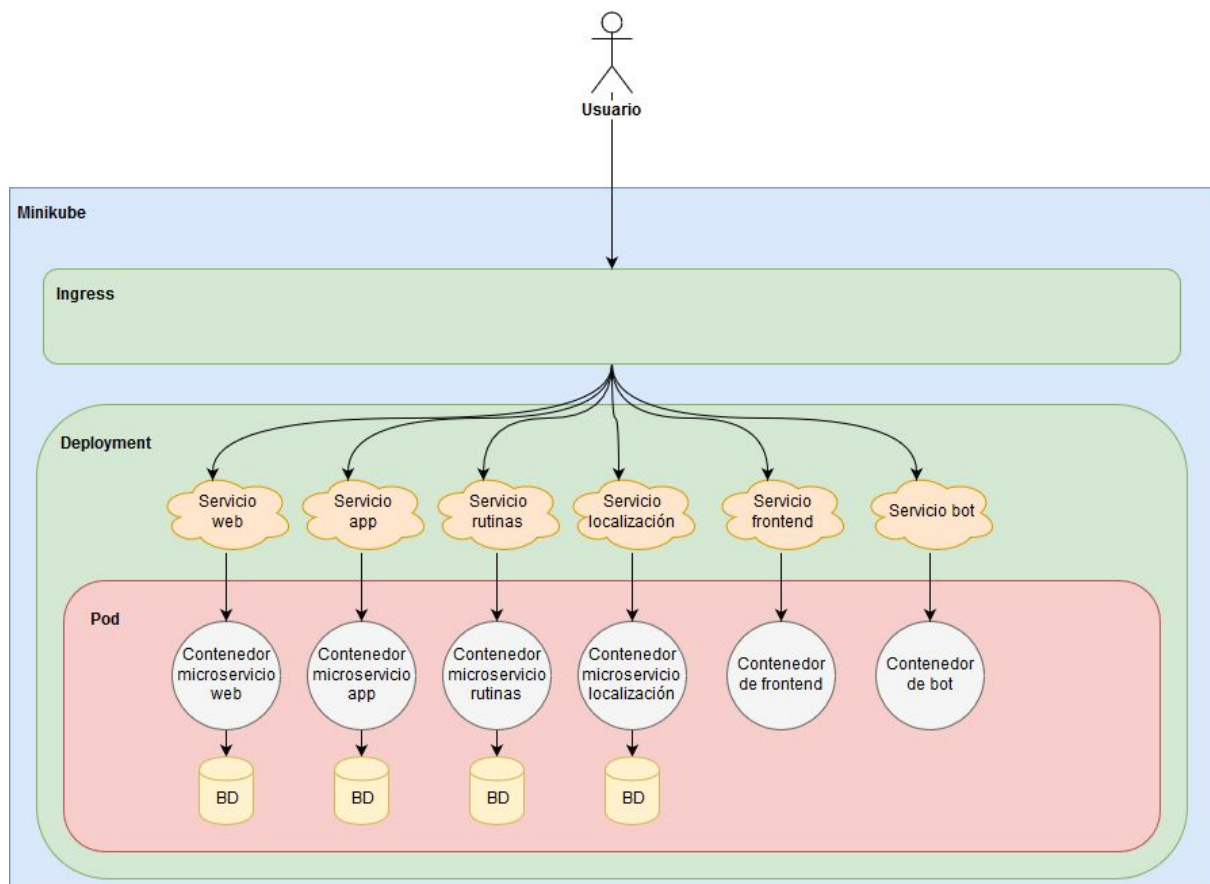 Usuario
Minikube
Ingress
Deployment
Servicio
web
Servicio
app
Servicio
rutinas
Servicio
localización
Servicio
frontend
Servicio bot
Pod
Contenedor
microservicio
web
Contenedor
microservicio
app
Contenedor
microservicio
rutinas
Contenedor
microservicio
localización
Contenedor
de frontend
Contenedor
de bot
BD
BD
BD
BD